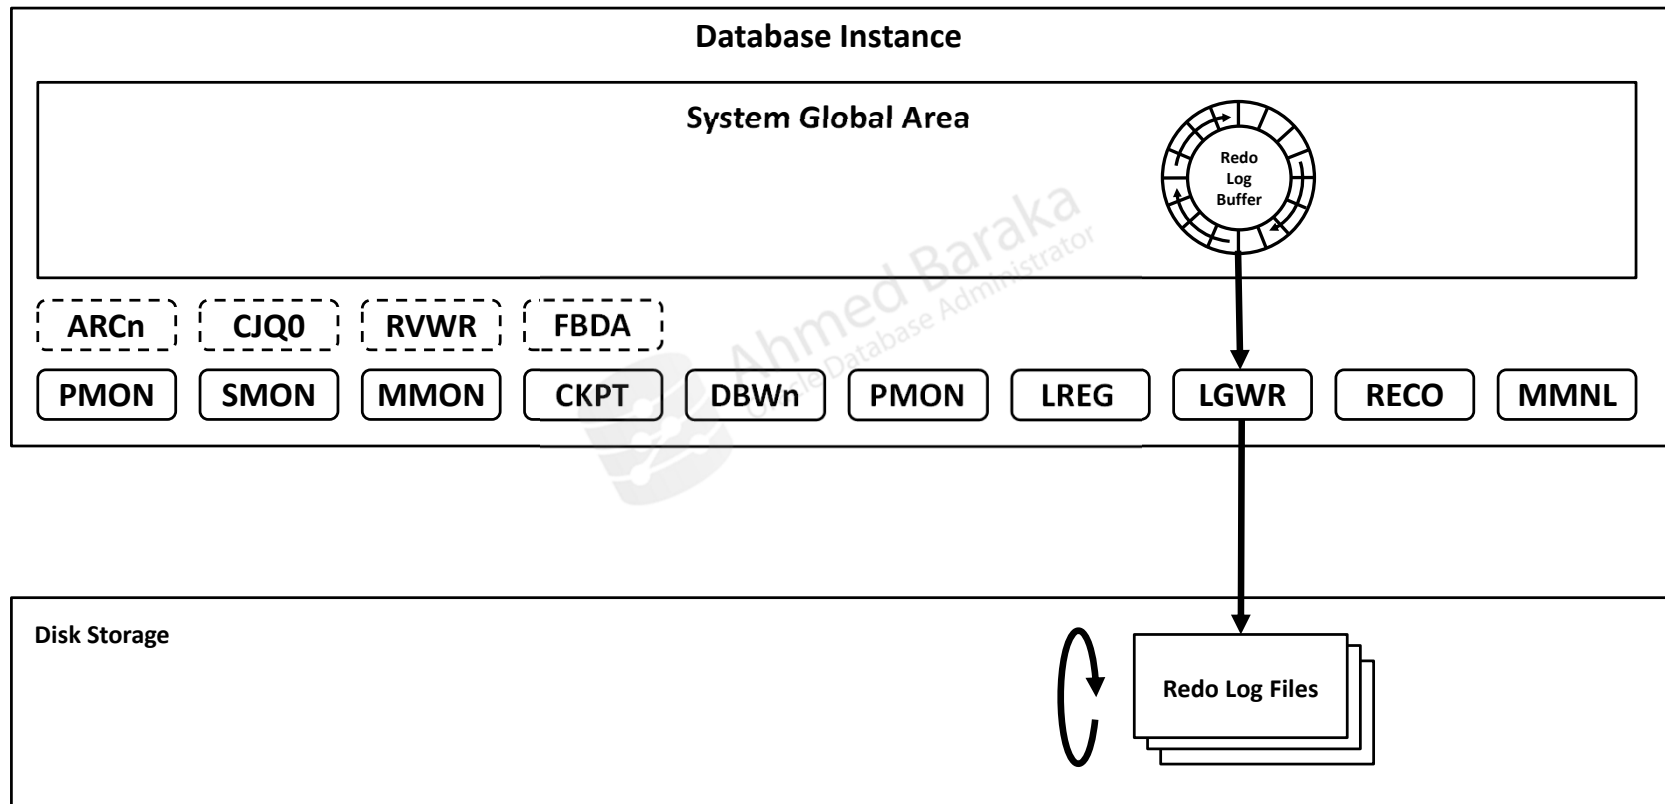 Database Instance
System Global Area
Redo
Log
Buffer
Ahmed Baraka
Oracle Database Administrator
ARCn CJQ0 RVWR FBDA
PMON SMON MMON CKPT DBWn PMON LREG LGWR RECO MMNL
Disk Storage
Redo Log Files